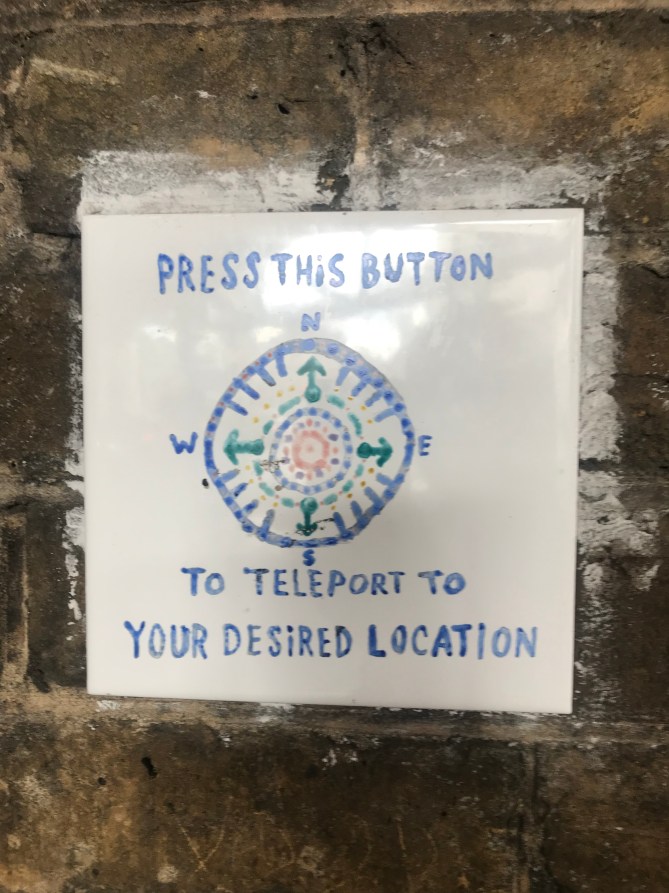 PRESS THiS BUTTON
N
W E
S
TO TELEPORT TO
YOUR DESiRED LOCATION